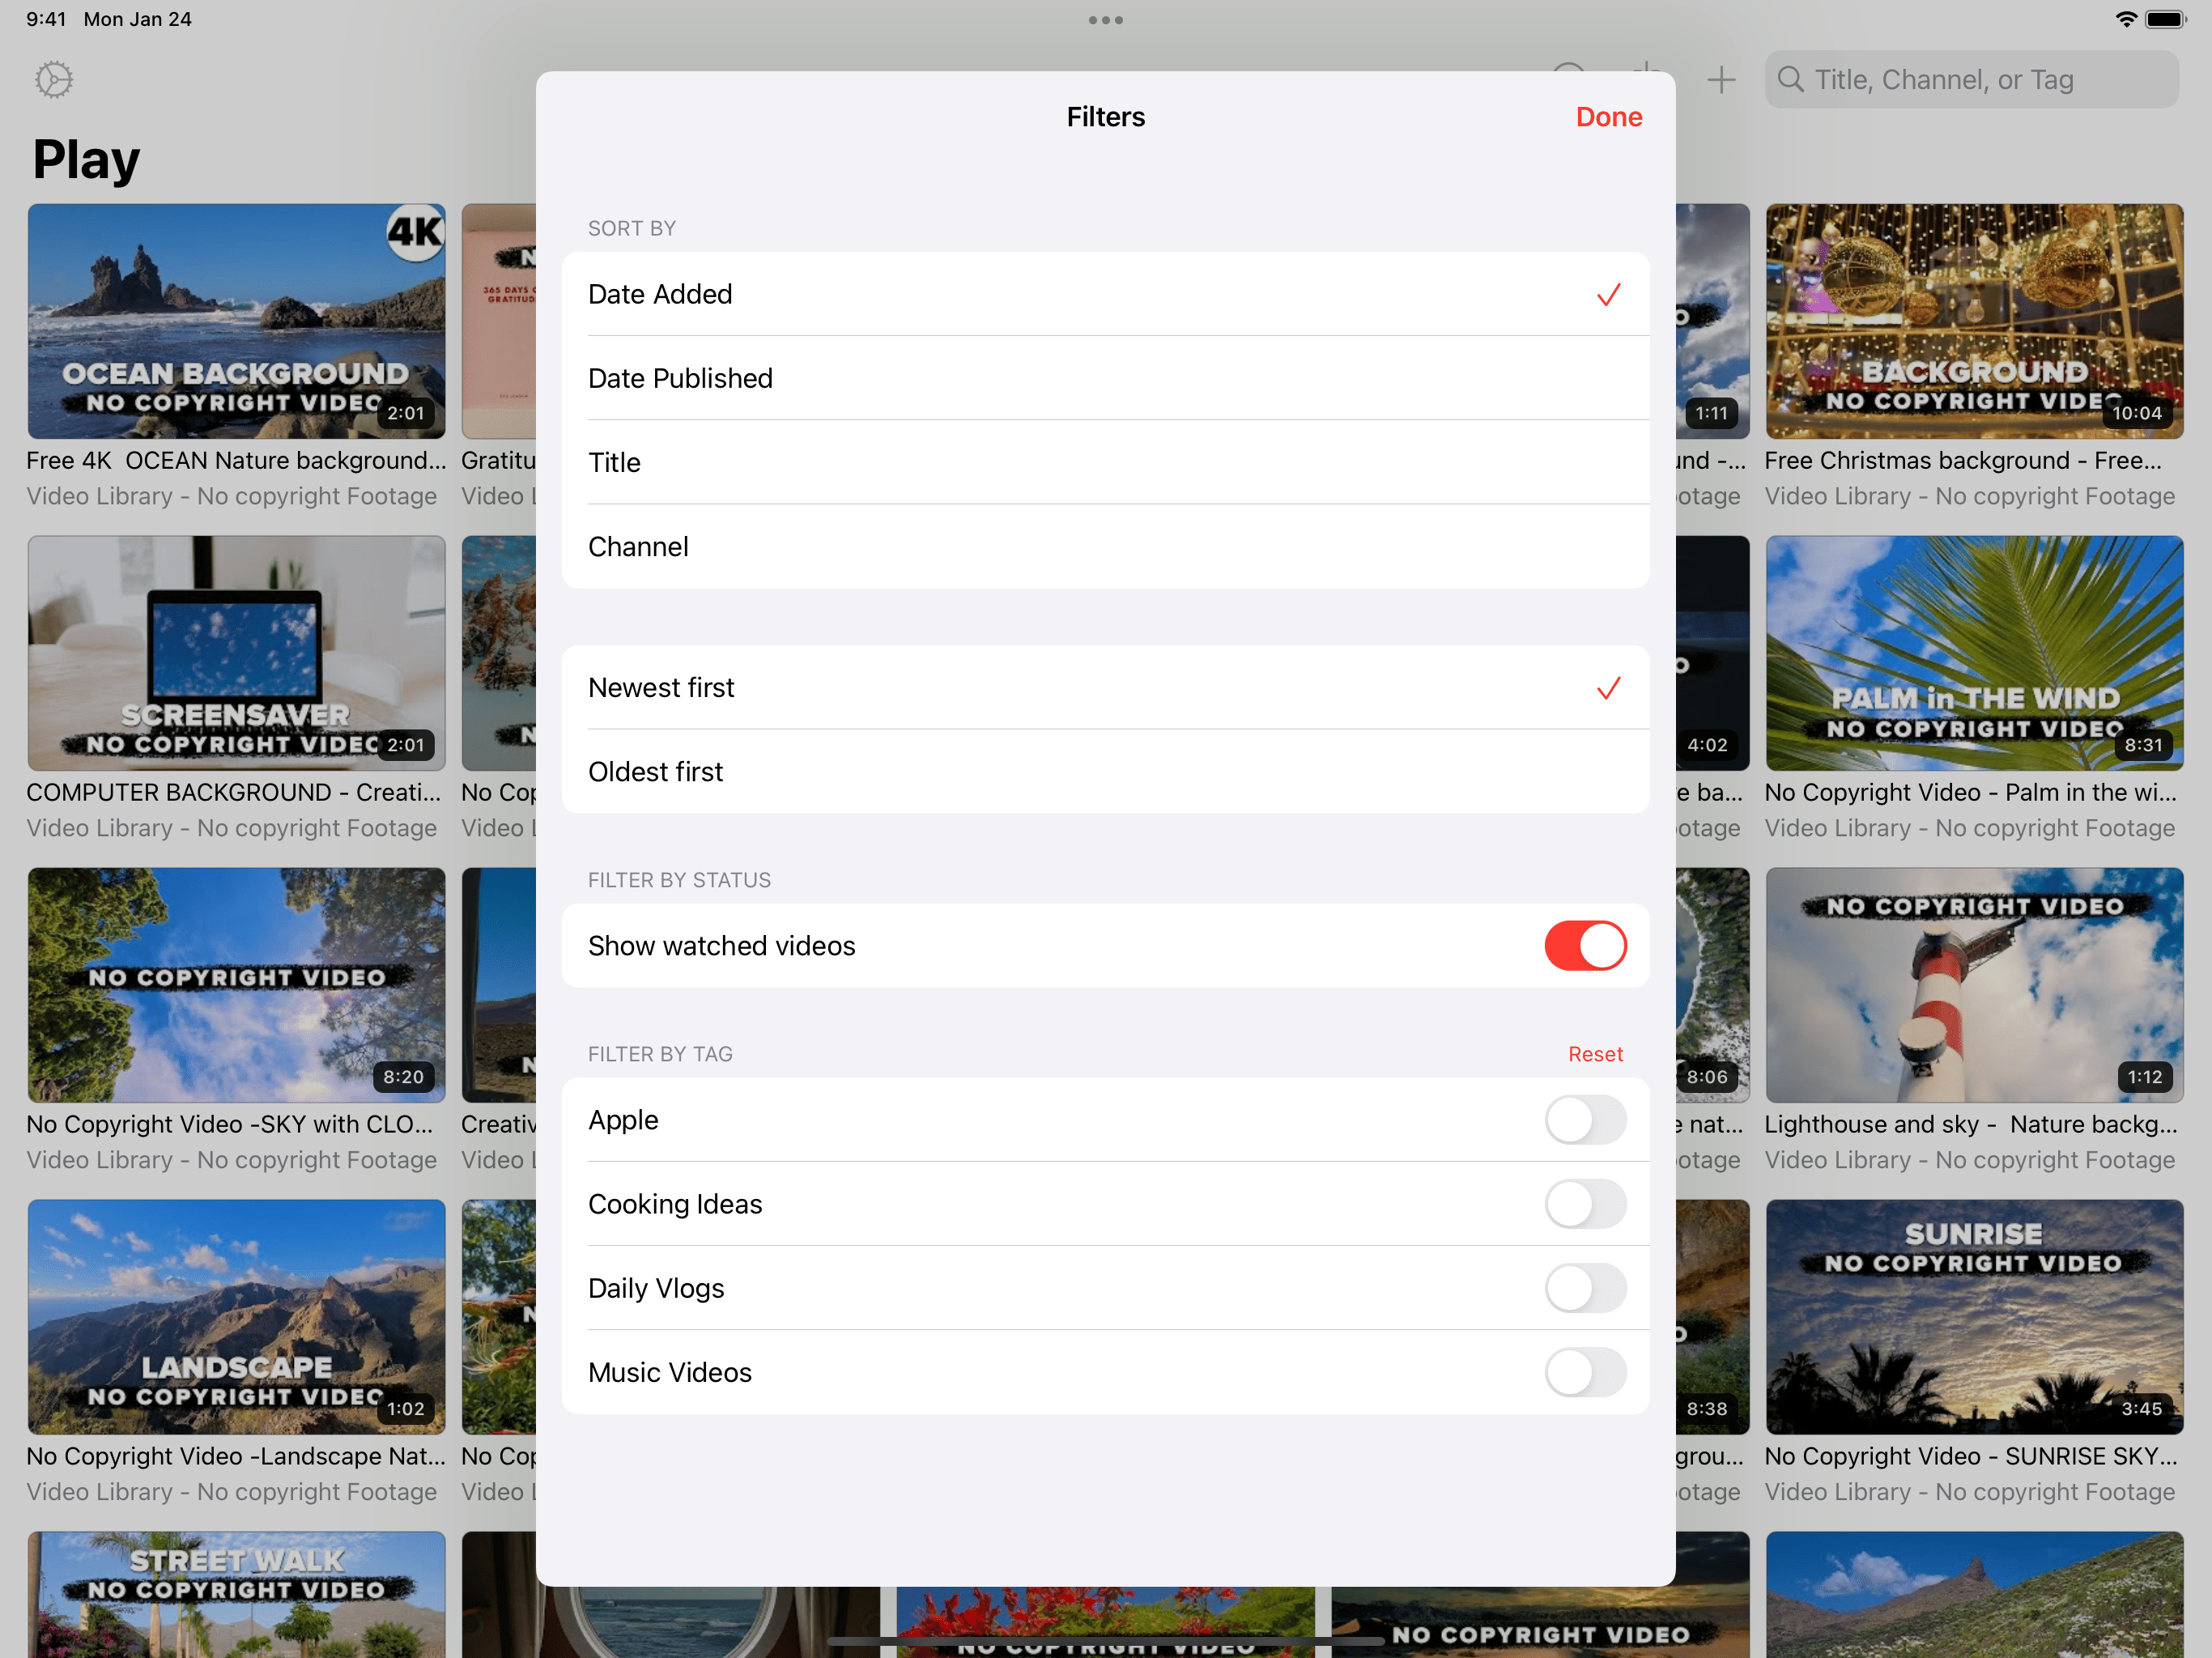 9:41 Mon Jan 24
Title, Channel, or Tag
Play
Filters
Done
SORT BY
Date Added
Date Published
Title
Channel
Newest first
Oldest first
FILTER BY STATUS
Show watched videos
FILTER BY TAG
Reset
Apple
Cooking Ideas
Daily Vlogs
Music Videos
4K
OCEAN BACKGROUND
NO COPYRIGHT VIDEO
2:01
Free 4K OCEAN Nature background...
Video Library - No copyright Footage
365 DAYS
Video
1:11
und -...
BACKGROUND
NO COPYRIGHT VIDEO
10:04
Free Christmas background - Free...
Video Library - No copyright Footage
SCREENSAVER
NO COPYRIGHT VIDEO
2:01
COMPUTER BACKGROUND - Creati...
Video Library - No copyright Footage
No
Video
4:02
ba...
PALM in THE WIND
NO COPYRIGHT VIDEO
8:31
No Copyright Video - Palm in the wi...
Video Library - No copyright Footage
NO COPYRIGHT VIDEO
8:20
No Copyright Video -SKY with CLO...
Video Library - No copyright Footage
Video
8:06
nat...
NO COPYRIGHT VIDEO
1:12
Lighthouse and sky - Nature backg...
Video Library - No copyright Footage
LANDSCAPE
NO COPYRIGHT VIDEO
1:02
No Copyright Video -Landscape Nat...
Video Library - No copyright Footage
No
Video
8:38
grou...
SUNRISE
NO COPYRIGHT VIDEO
3:45
No Copyright Video - SUNRISE SKY...
Video Library - No copyright Footage
STREET WALK
NO COPYRIGHT VIDEO
NO COPYRIGHT VIDEO
NO COPYRIGHT VIDEO